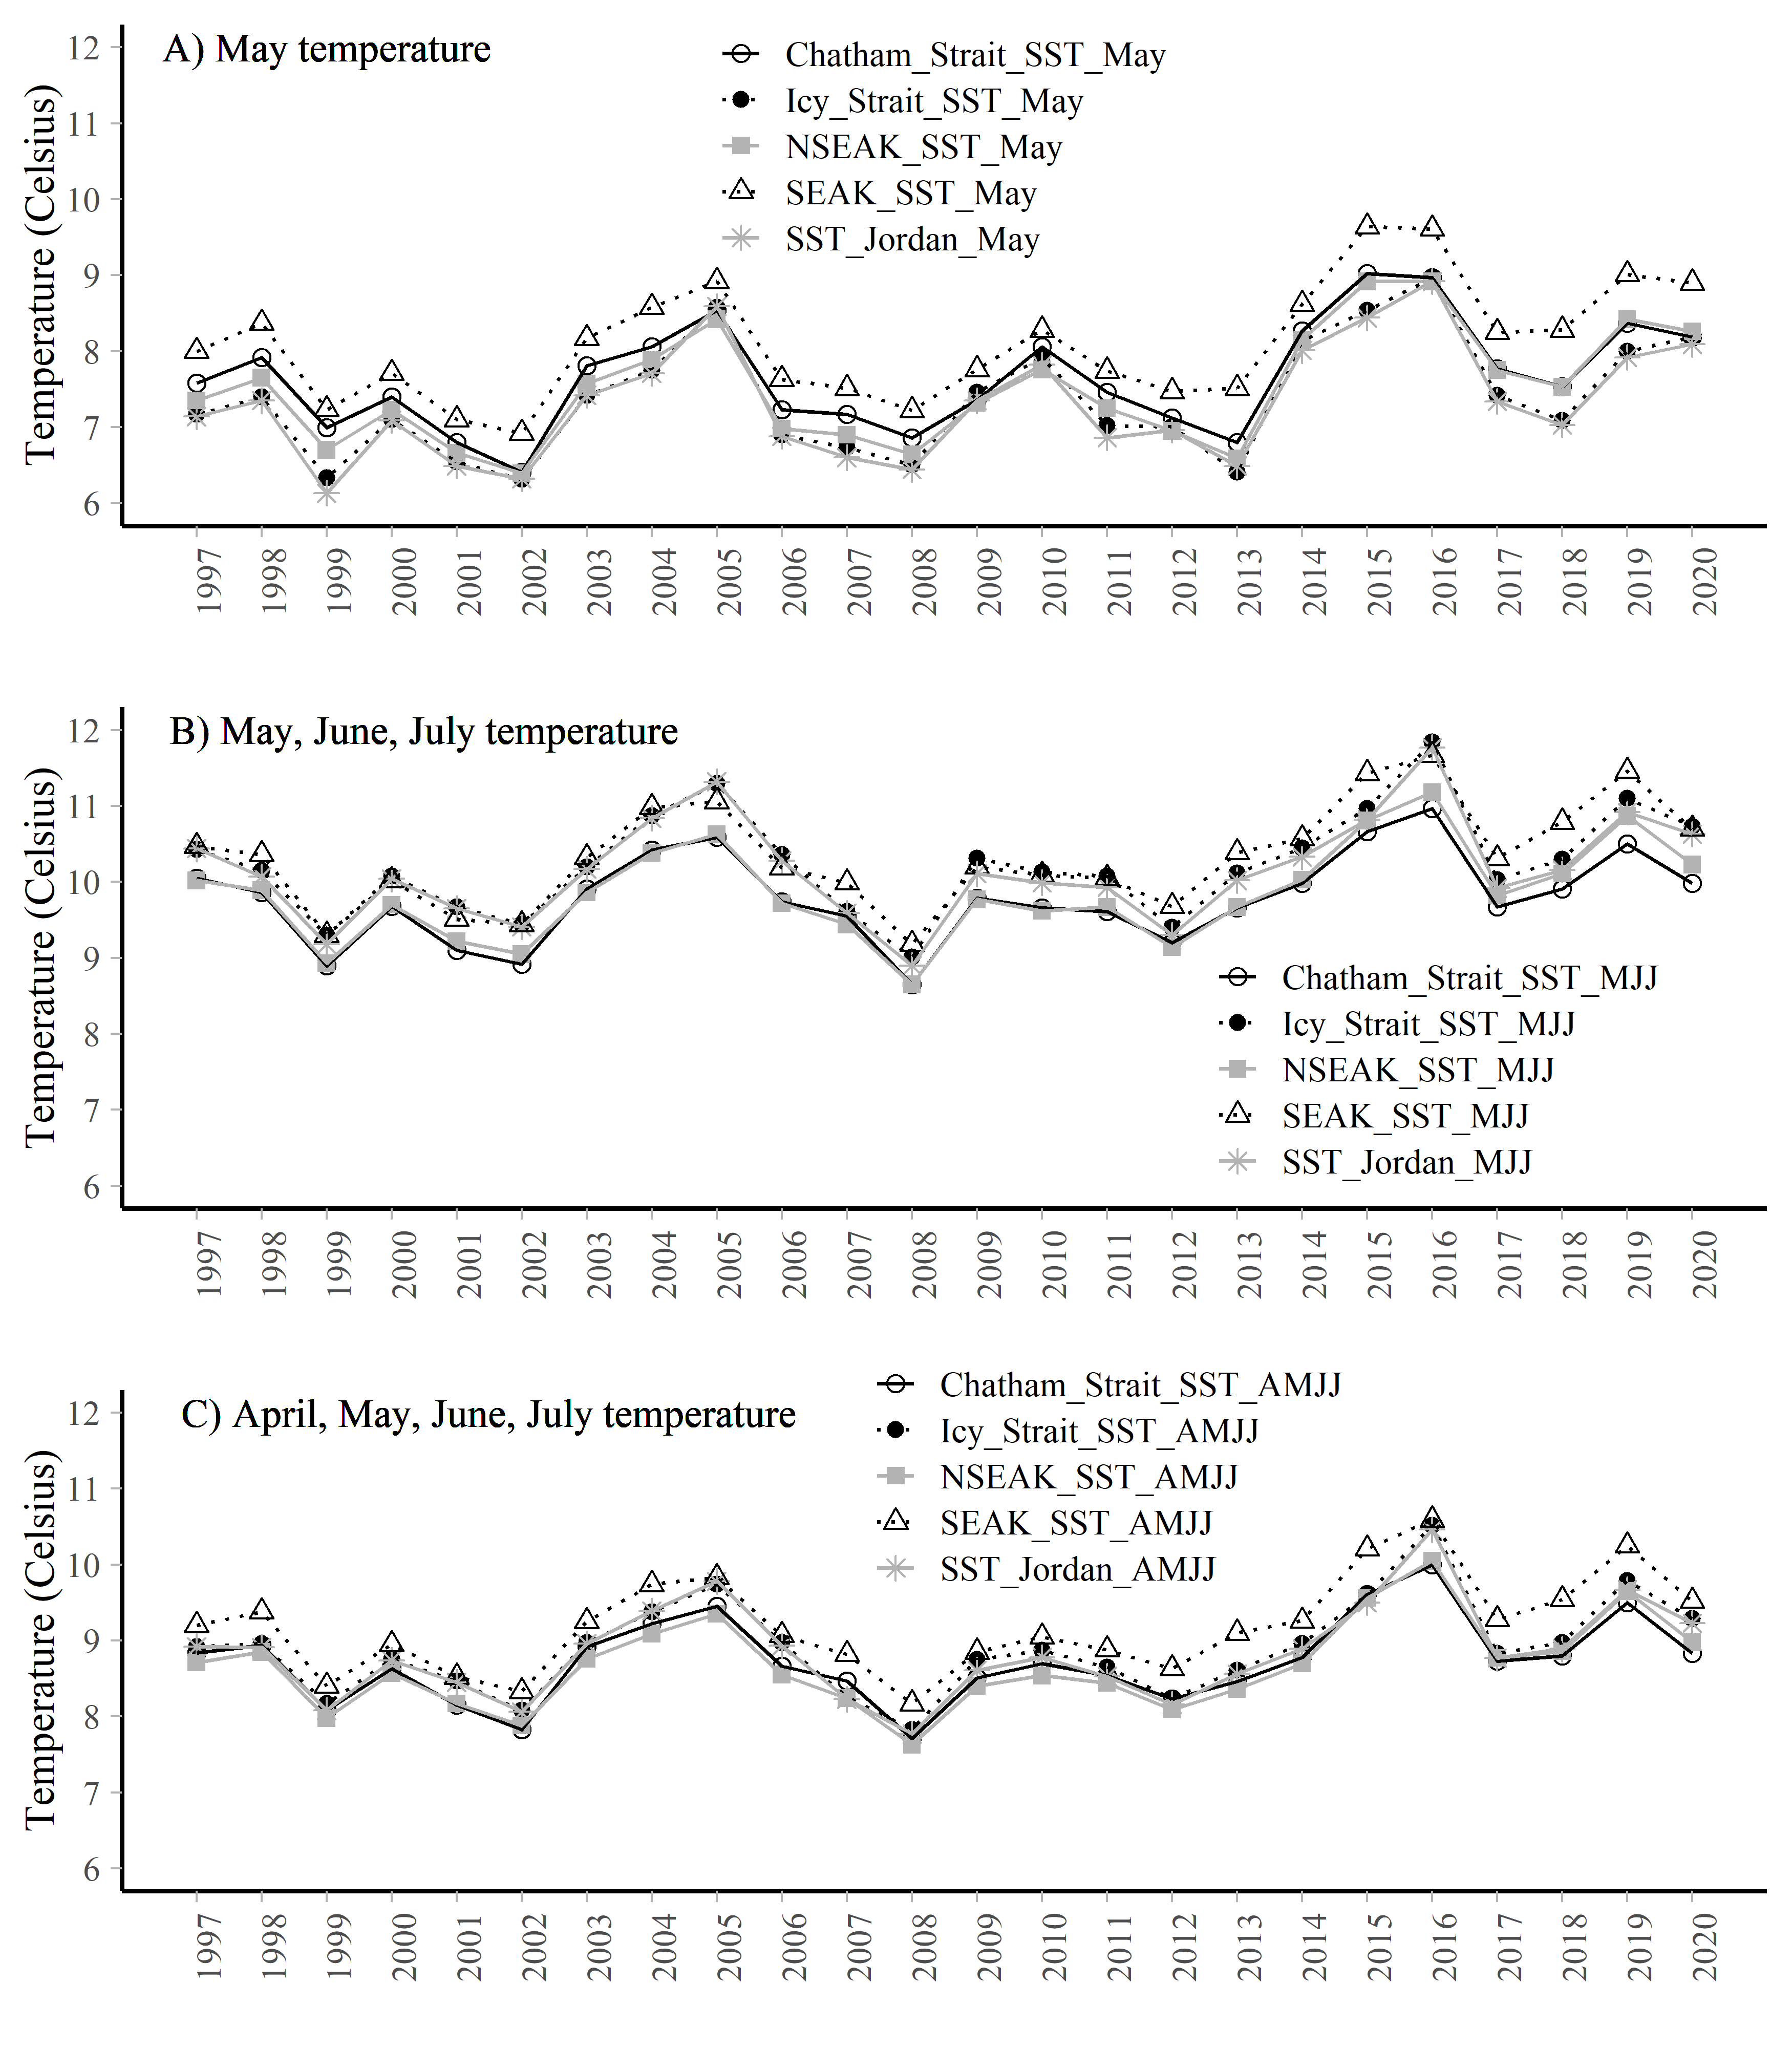 A) May temperature
Chatham_Strait_SST_May
Icy_Strait_SST_May
NSEAK_SST_May
SEAK_SST_May
SST_Jordan_May
Temperature (Celsius)
12
11
10
9
8
7
6
1997 1998 1999 2000 2001 2002 2003 2004 2005 2006 2007 2008 2009 2010 2011 2012 2013 2014 2015 2016 2017 2018 2019 2020
B) May, June, July temperature
Chatham_Strait_SST_MJJ
Icy_Strait_SST_MJJ
NSEAK_SST_MJJ
SEAK_SST_MJJ
SST_Jordan_MJJ
Temperature (Celsius)
12
11
10
9
8
7
6
1997 1998 1999 2000 2001 2002 2003 2004 2005 2006 2007 2008 2009 2010 2011 2012 2013 2014 2015 2016 2017 2018 2019 2020
C) April, May, June, July temperature
Chatham_Strait_SST_AMJJ
Icy_Strait_SST_AMJJ
NSEAK_SST_AMJJ
SEAK_SST_AMJJ
SST_Jordan_AMJJ
Temperature (Celsius)
12
11
10
9
8
7
6
1997 1998 1999 2000 2001 2002 2003 2004 2005 2006 2007 2008 2009 2010 2011 2012 2013 2014 2015 2016 2017 2018 2019 2020